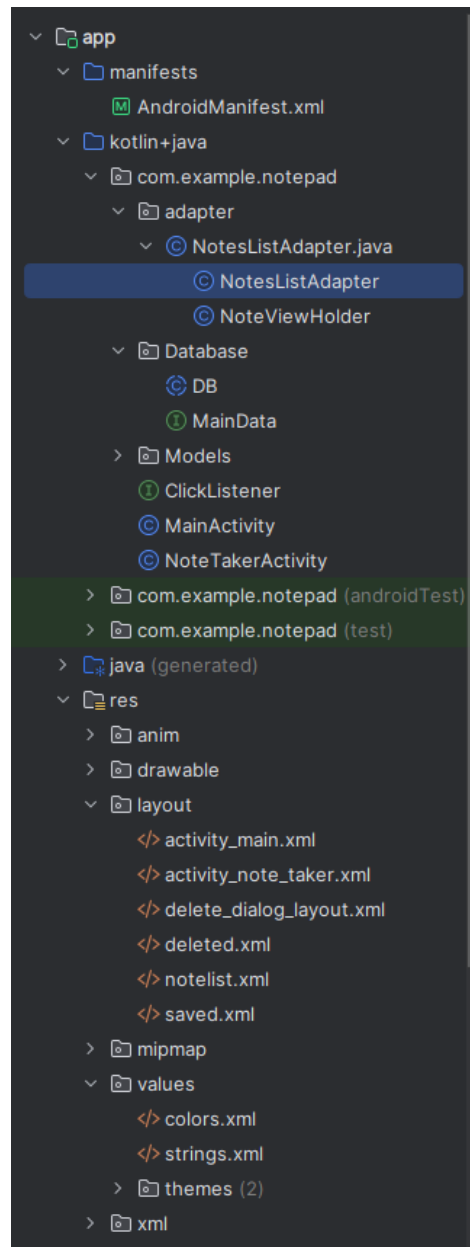 app
manifests
AndroidManifest.xml
kotlin+java
com.example.notepad
adapter
NotesListAdapter.java
NotesListAdapter
NoteViewHolder
Database
DB
MainData
Models
ClickListener
MainActivity
NoteTakerActivity
com.example.notepad (androidTest)
com.example.notepad (test)
java (generated)
res
anim
drawable
layout
activity_main.xml
activity_note_taker.xml
delete_dialog_layout.xml
deleted.xml
notelist.xml
saved.xml
mipmap
values
colors.xml
strings.xml
themes (2)
xml